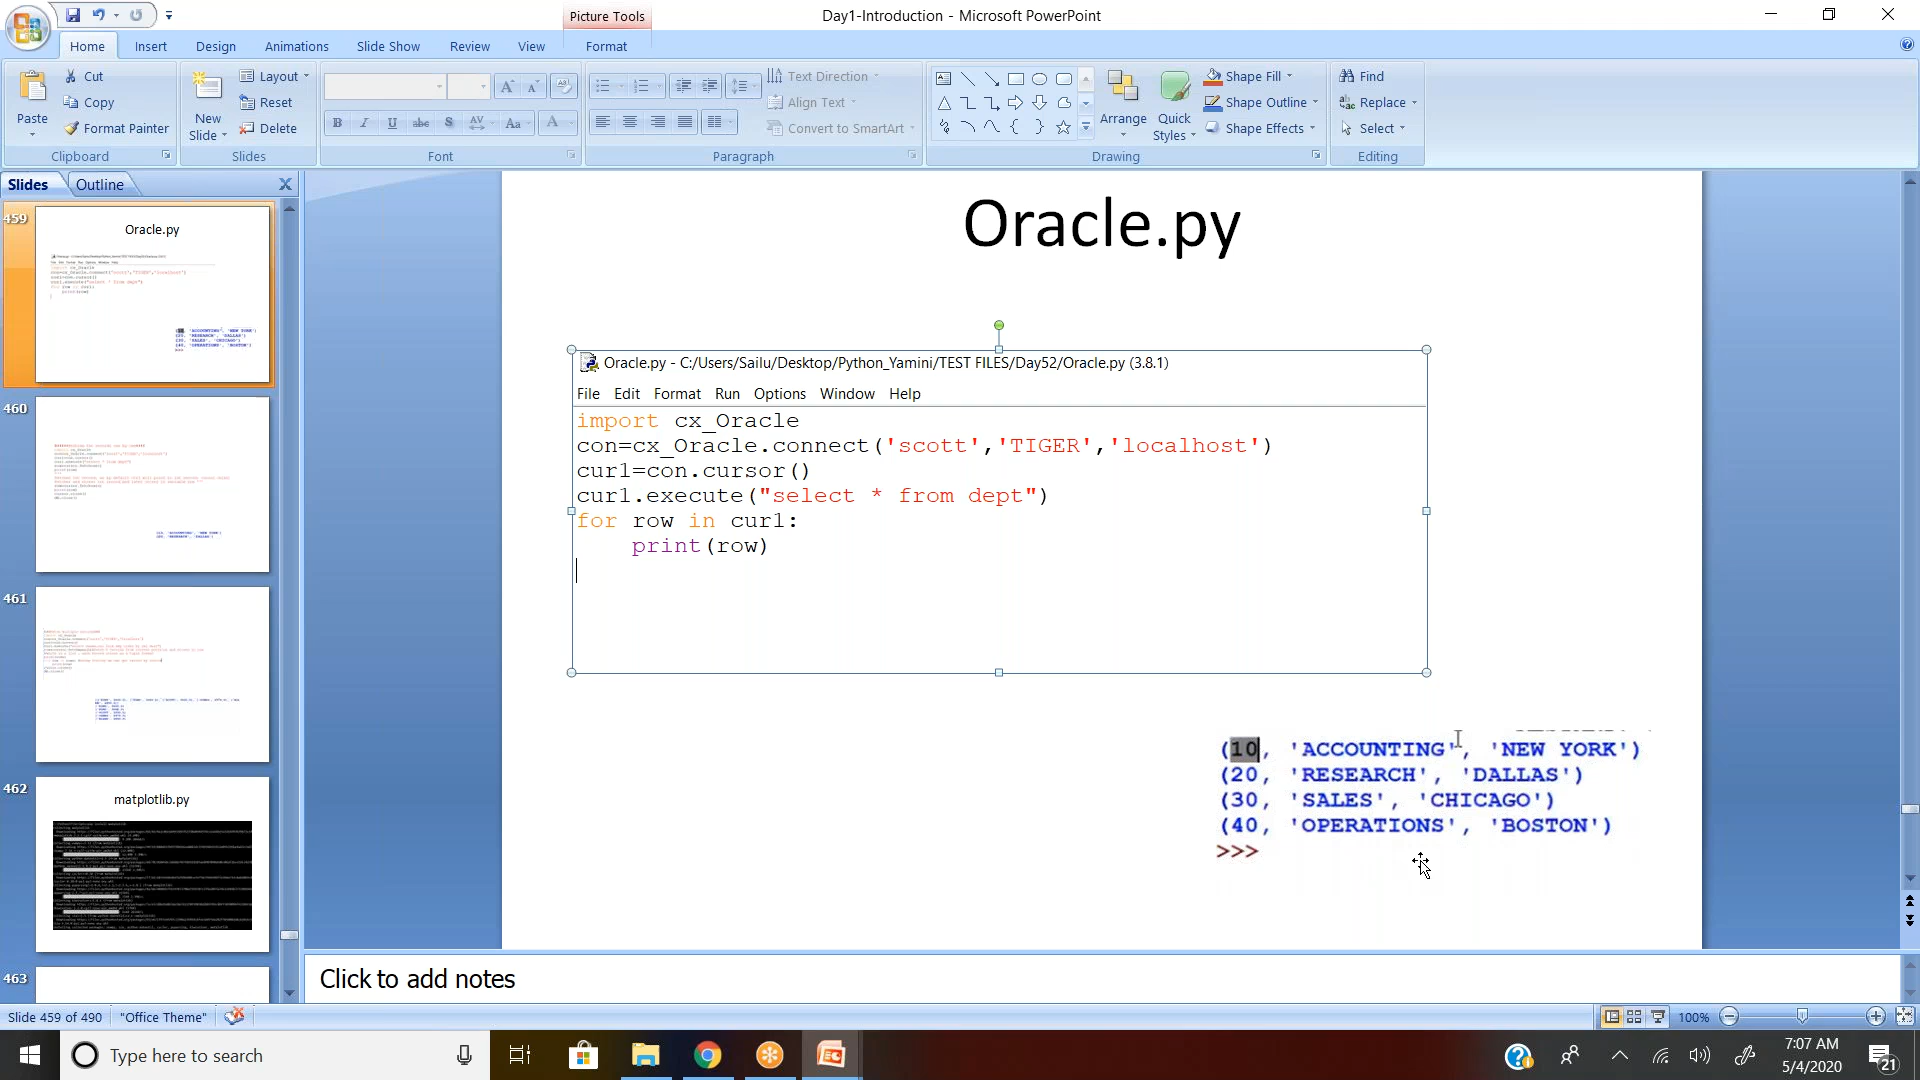 Picture Tools
Day1-Introduction - Microsoft PowerPoint
Home Insert Design Animations Slide Show Review View Format
Paste
Cut
Copy
Format Painter
Clipboard
New Slide
Layout
Reset
Delete
Slides
B I U abc S AV Aa A
Font
Text Direction
Align Text
Convert to SmartArt
Paragraph
Arrange
Quick Styles
Shape Fill
Shape Outline
Shape Effects
Drawing
Find
Replace
Select
Editing
Slides Outline
459
Oracle.py
460
461
462
matplotlib.py
463
Oracle.py
Oracle.py - C:/Users/Sailu/Desktop/Python_Yamini/TEST FILES/Day52/Oracle.py (3.8.1)
File Edit Format Run Options Window Help
import cx_Oracle
con=cx_Oracle.connect('scott','TIGER','localhost')
cur1=con.cursor()
cur1.execute("select * from dept")
for row in cur1:
print(row)
(10, 'ACCOUNTING', 'NEW YORK')
(20, 'RESEARCH', 'DALLAS')
(30, 'SALES', 'CHICAGO')
(40, 'OPERATIONS', 'BOSTON')
>>>
Click to add notes
Slide 459 of 490 "Office Theme" 100%
Type here to search
7:07 AM
5/4/2020
21